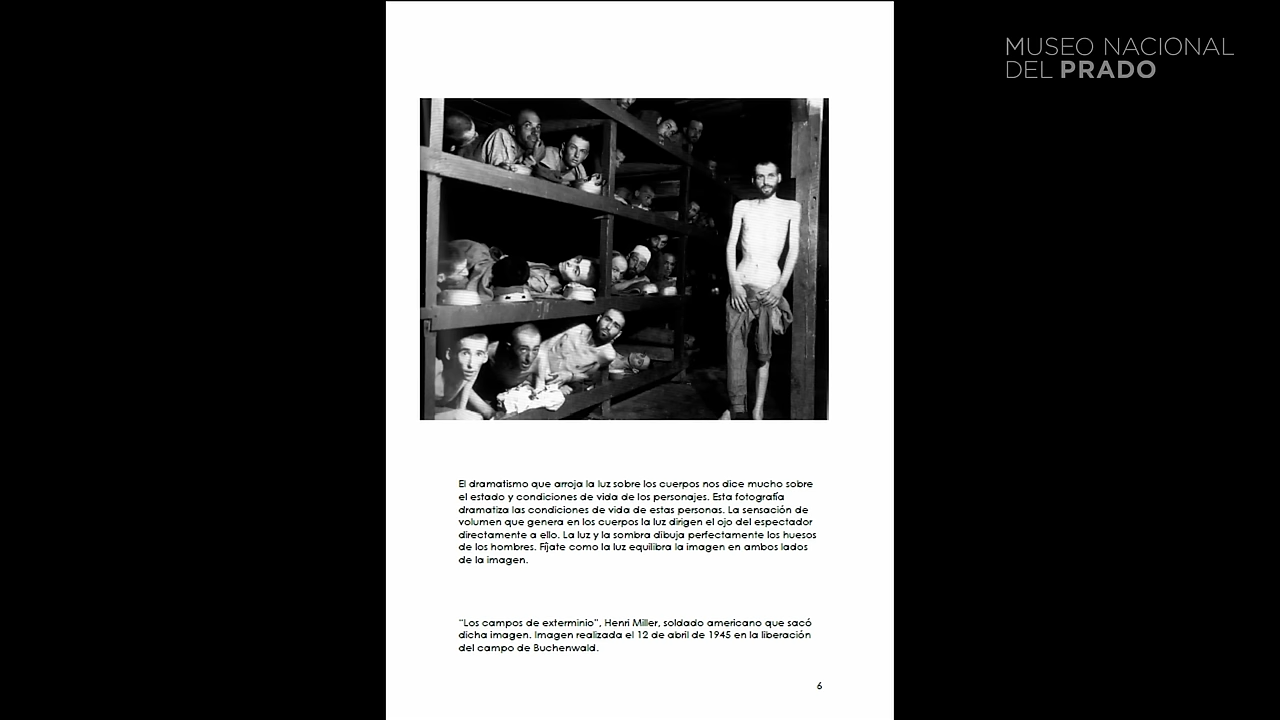 MUSEO NACIONAL
DEL PRADO
El dramatismo que arroja la luz sobre los cuerpos nos dice mucho sobre
el estado y condiciones de vida de los personajes. Esta fotografía
dramatiza las condiciones de vida de estas personas. La sensación de
volumen que genera en los cuerpos la luz dirigen el ojo del espectador
directamente a ello. La luz y la sombra dibuja perfectamente los huesos
de los hombres. Fíjate como la luz equilibra la imagen en ambos lados
de la imagen.
“Los campos de exterminio”, Henri Miller, soldado americano que sacó
dicha imagen. Imagen realizada el 12 de abril de 1945 en la liberación
del campo de Buchenwald.
6